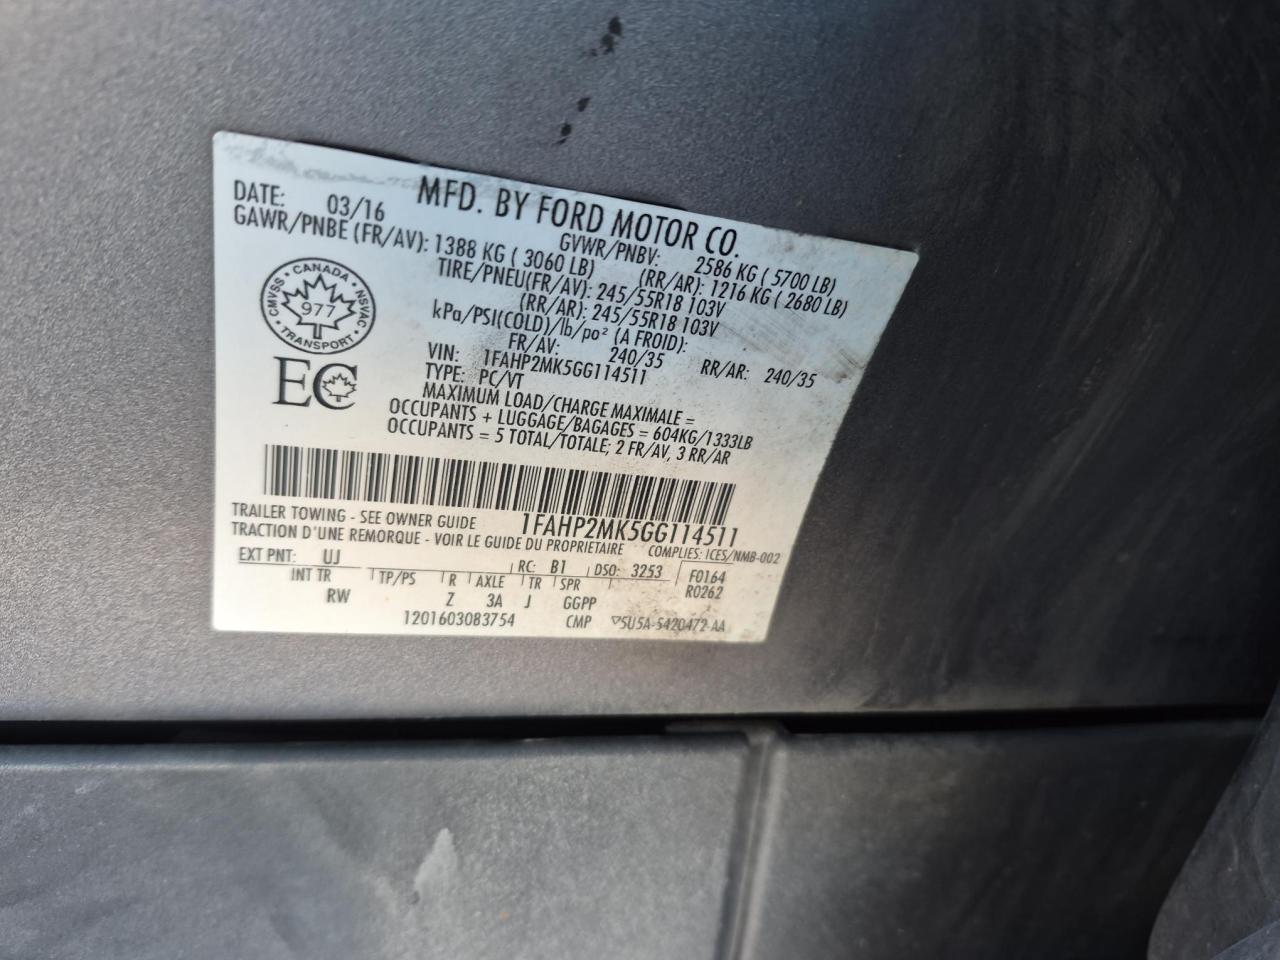 MFD. BY FORD MOTOR CO.
DATE: 03/16 GVWR/PNBV: 2586 KG ( 5700 LB)
GAWR/PNBE (FR/AV): 1388 KG ( 3060 LB) (RR/AR): 1216 KG ( 2680 LB)
TIRE/PNEU(FR/AV): 245/55R18 103V
(RR/AR): 245/55R18 103V
kPa/PSI(COLD)/lb/po² (A FROID):
FR/AV: 240/35 RR/AR: 240/35
VIN: 1FAHP2MK5GG114511
TYPE: PC/VT
CANADA
CMVSS 977 NSVAC
TRANSPORT
EC
MAXIMUM LOAD/CHARGE MAXIMALE =
OCCUPANTS + LUGGAGE/BAGAGES = 604KG/1333LB
OCCUPANTS = 5 TOTAL/TOTALE; 2 FR/AV, 3 RR/AR
1FAHP2MK5GG114511
TRAILER TOWING - SEE OWNER GUIDE
TRACTION D'UNE REMORQUE - VOIR LE GUIDE DU PROPRIETAIRE COMPLIES: ICES/NMB-002
EXT PNT: UJ RC: B1 DSO: 3253 F0164
INT TR TP/PS R AXLE TR SPR R0262
RW Z 3A J GGPP
1201603083754 CMP ▽5U5A-5420472-AA